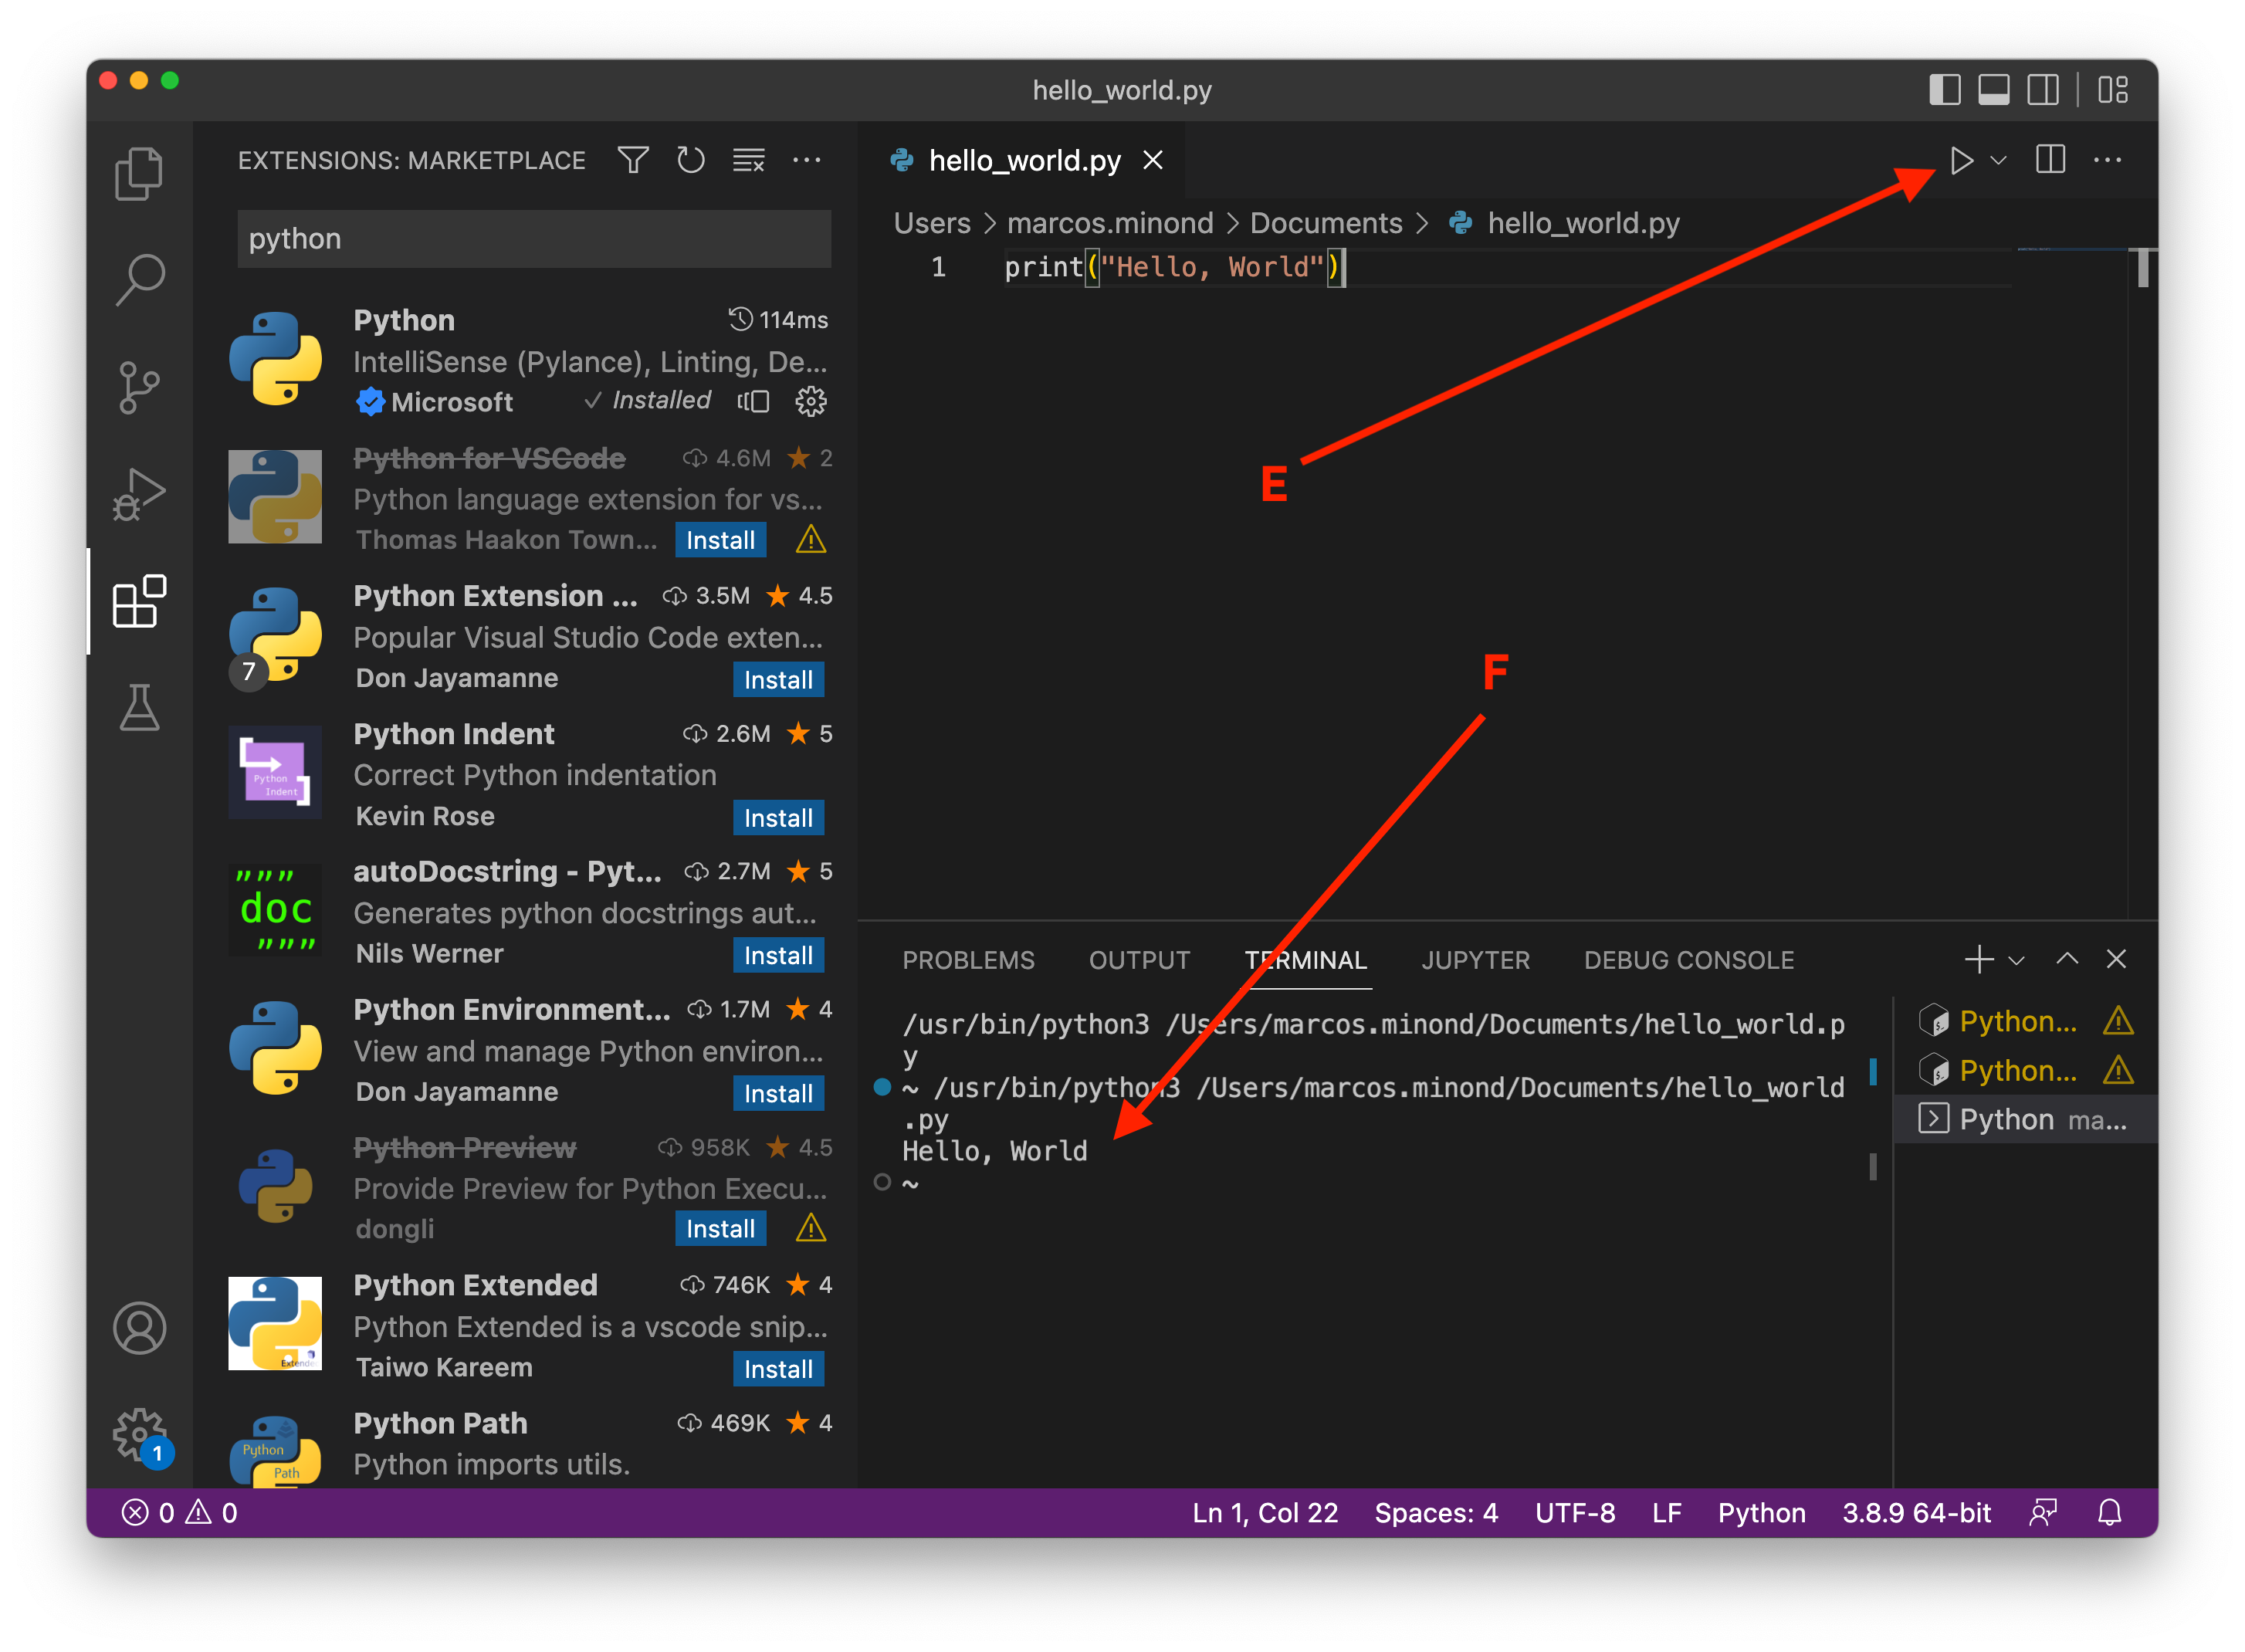 hello_world.py
EXTENSIONS: MARKETPLACE
python
Python 114ms
IntelliSense (Pylance), Linting, De...
Microsoft Installed
Python for VSCode 4.6M 2
Python language extension for vs...
Thomas Haakon Town... Install
Python Extension ... 3.5M 4.5
Popular Visual Studio Code exten...
7
Don Jayamanne Install
Python Indent 2.6M 5
Python
Indent
Correct Python indentation
Kevin Rose Install
autoDocstring - Pyt... 2.7M 5
"""
doc
"""
Generates python docstrings aut...
Nils Werner Install
Python Environment... 1.7M 4
View and manage Python environ...
Don Jayamanne Install
Python Preview 958K 4.5
Provide Preview for Python Execu...
dongli Install
Python Extended 746K 4
Python Extended is a vscode snip...
Taiwo Kareem Install
Python Path 469K 4
Python
Path
Python imports utils.
1
hello_world.py
Users > marcos.minond > Documents > hello_world.py
1 print("Hello, World")
E
F
PROBLEMS OUTPUT TERMINAL JUPYTER DEBUG CONSOLE
/usr/bin/python3 /Users/marcos.minond/Documents/hello_world.p
y
~ /usr/bin/python3 /Users/marcos.minond/Documents/hello_world
.py
Hello, World
~
Python...
Python...
Python ma...
0 0 Ln 1, Col 22 Spaces: 4 UTF-8 LF Python 3.8.9 64-bit